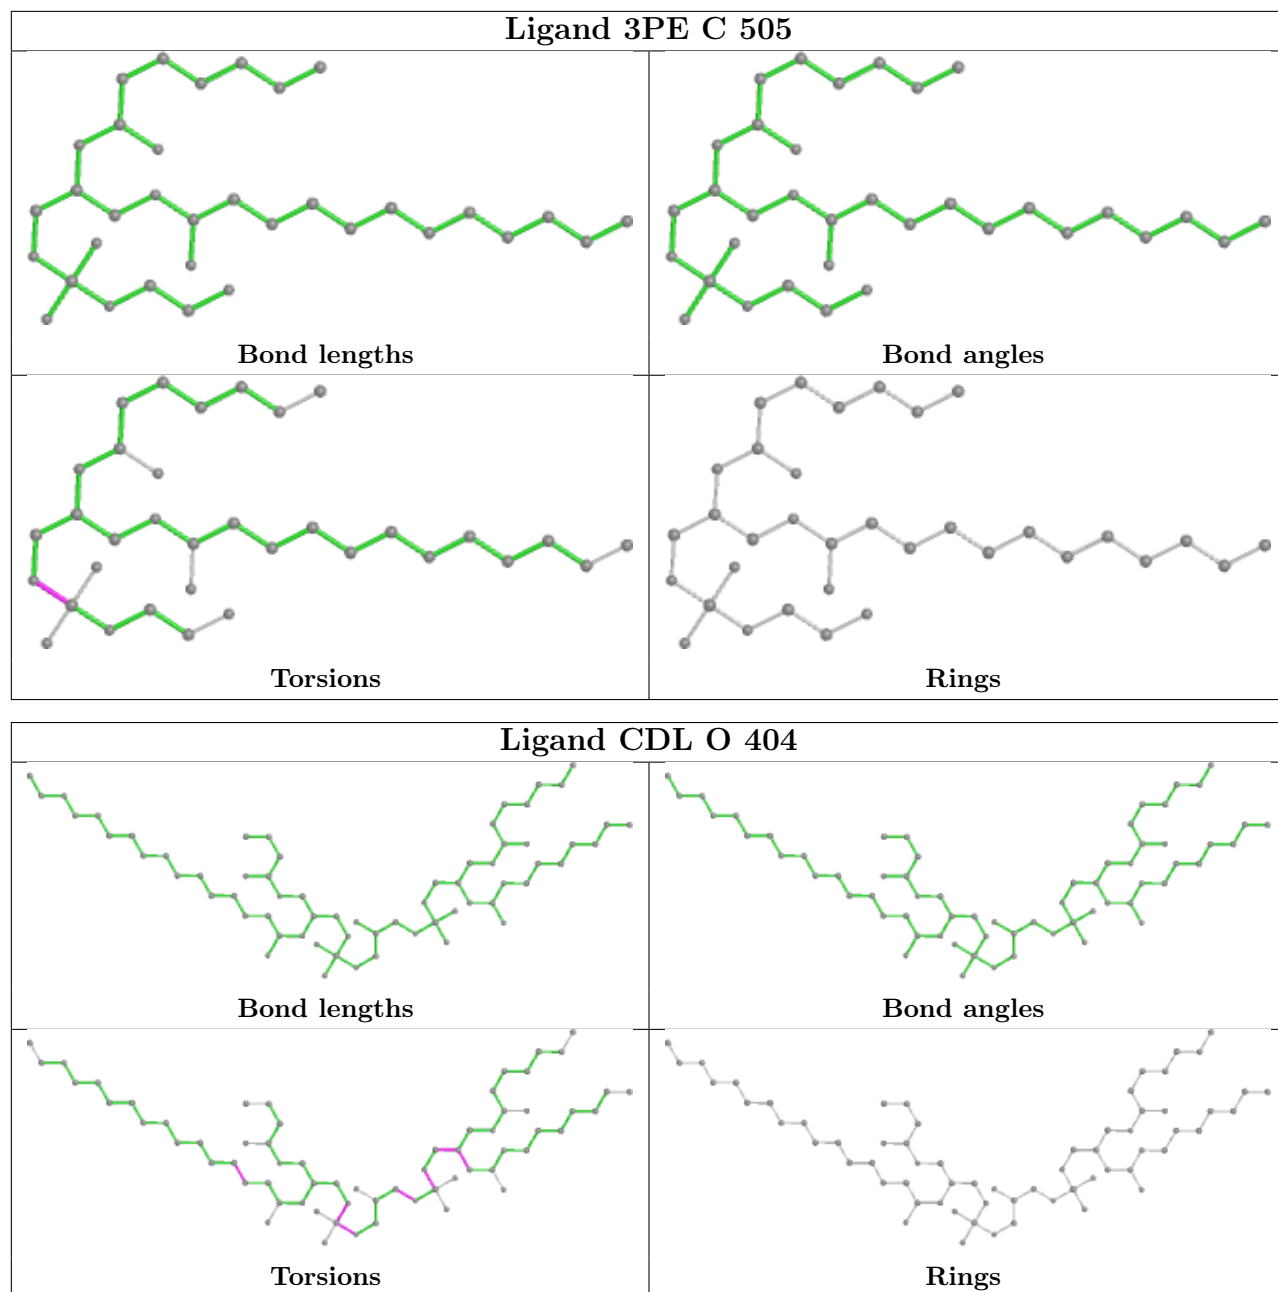 Ligand 3PE C 505
Bond lengths
Bond angles
Torsions
Rings
Ligand CDL O 404
Bond lengths
Bond angles
Torsions
Rings